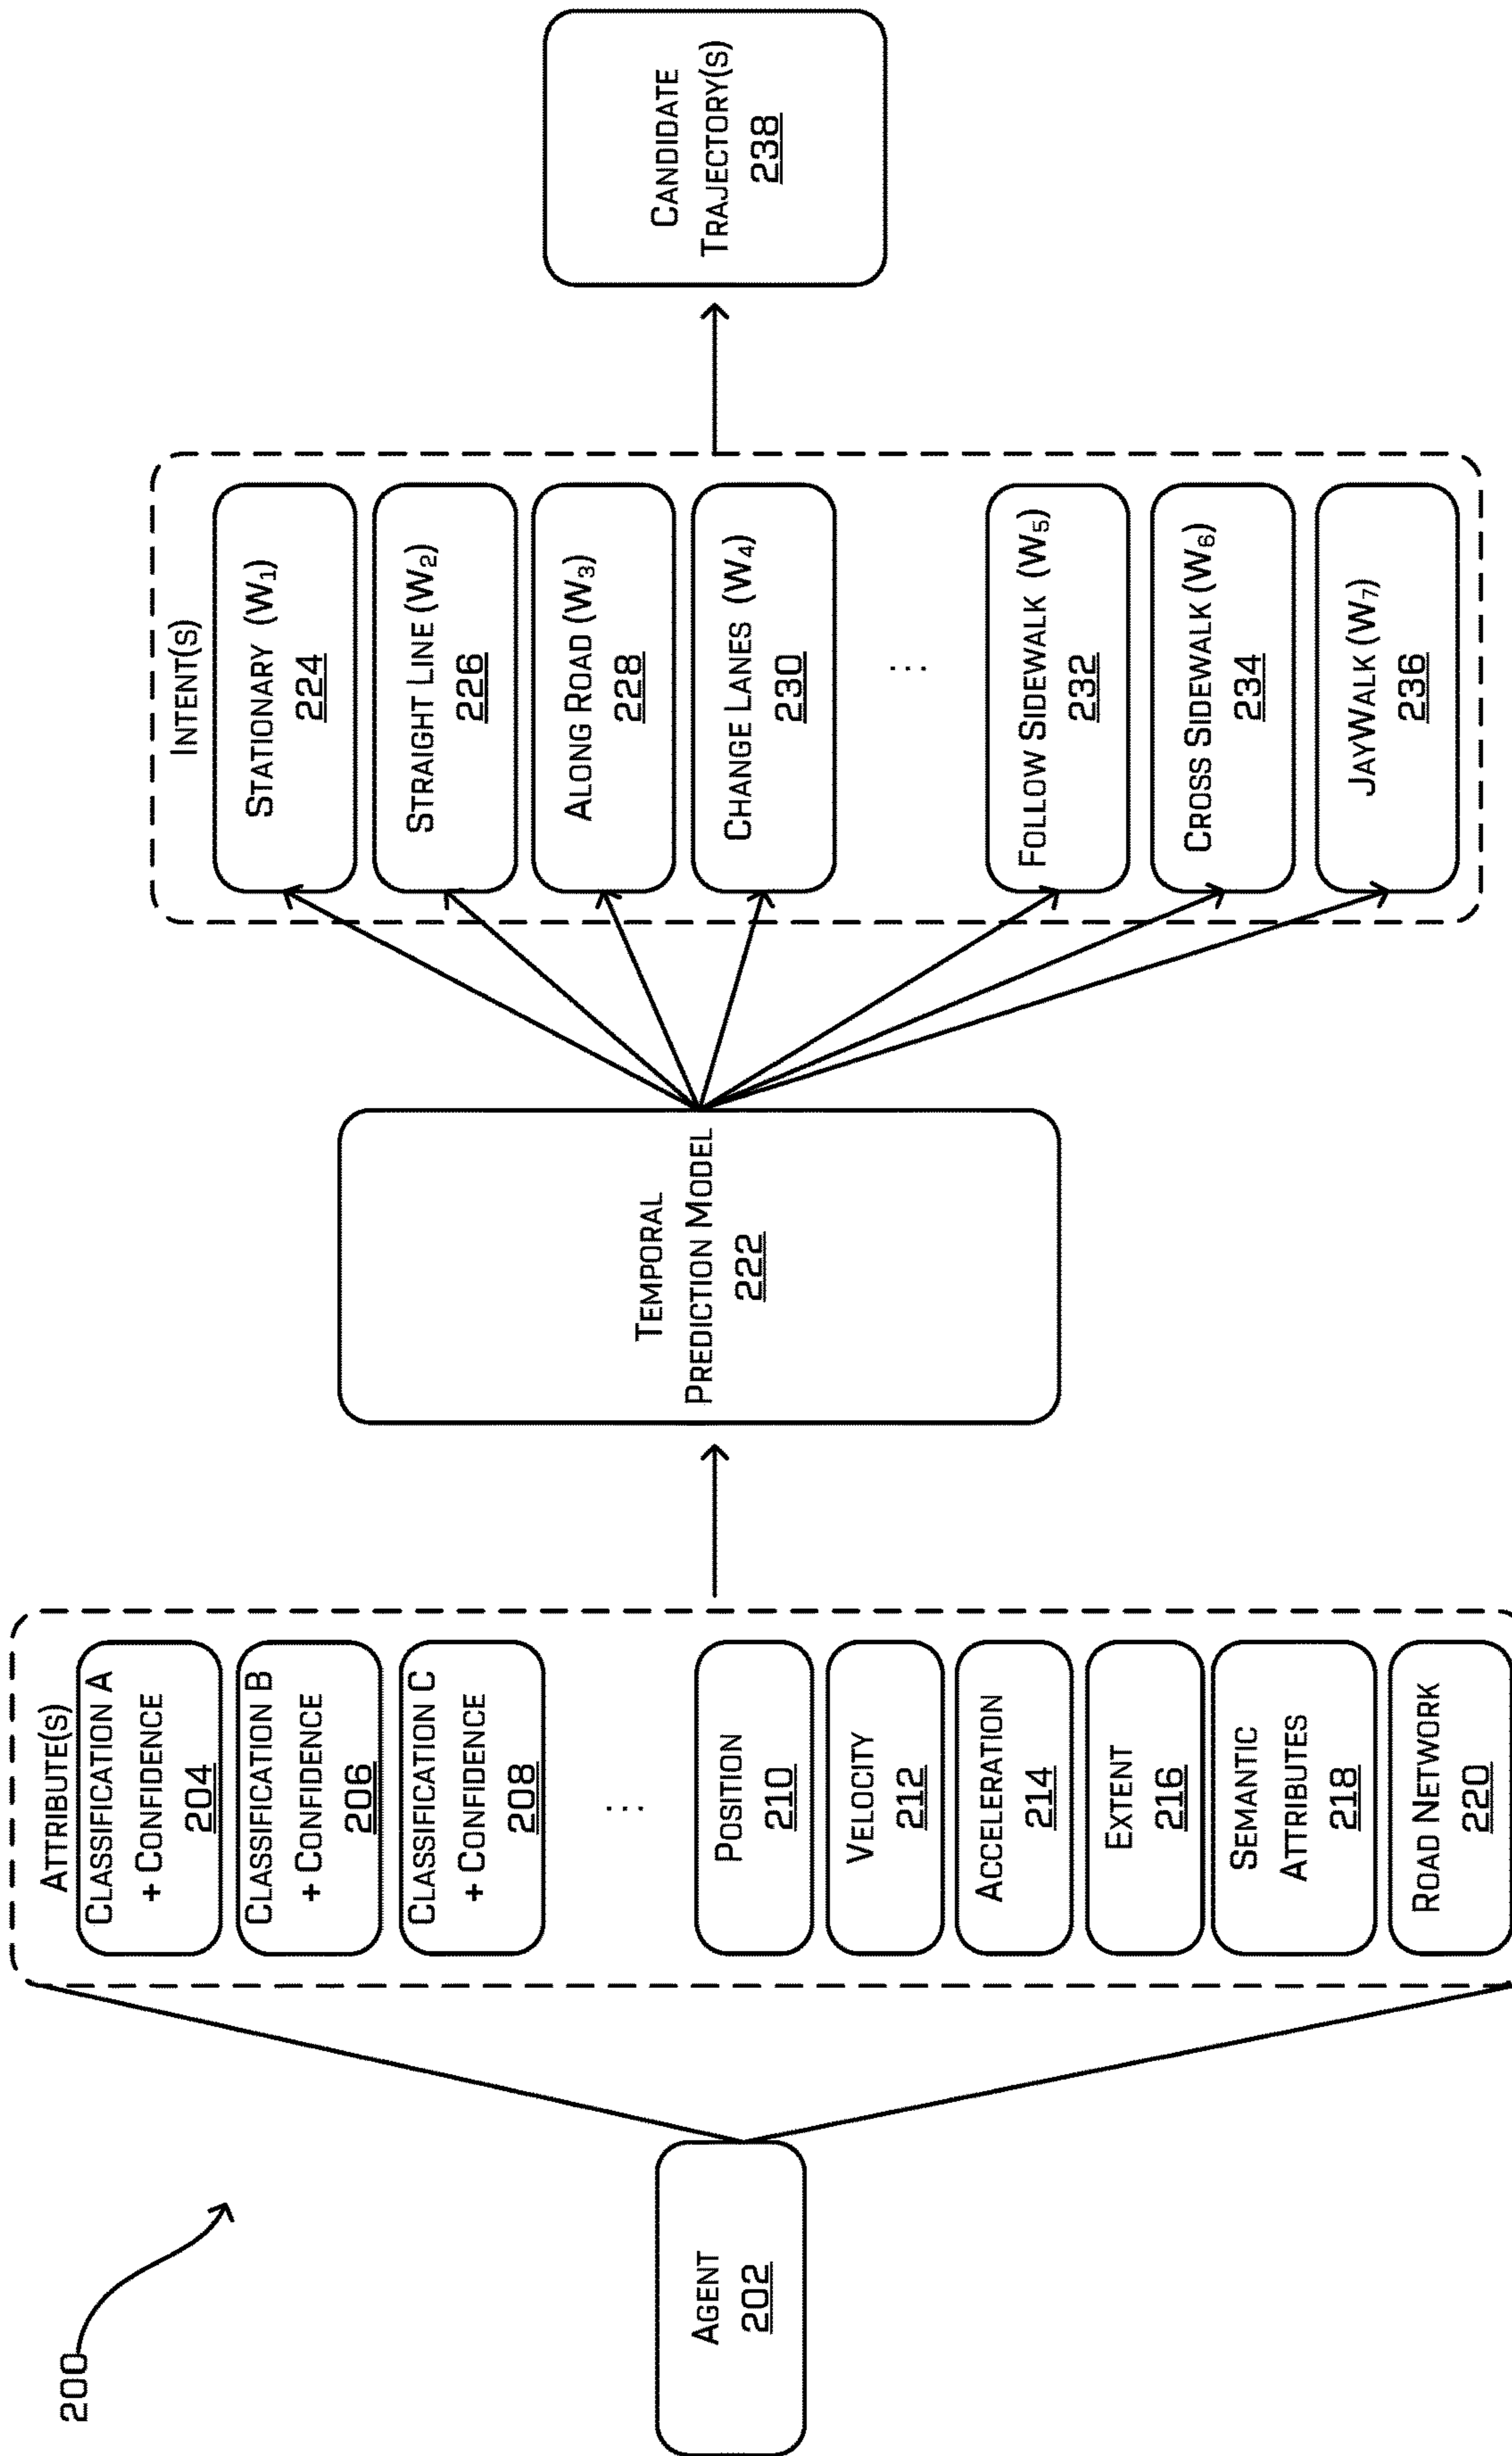 200
AGENT
202
ATTRIBUTE(S)
CLASSIFICATION A
+ CONFIDENCE
204
CLASSIFICATION B
+ CONFIDENCE
206
CLASSIFICATION C
+ CONFIDENCE
208
...
POSITION
210
VELOCITY
212
ACCELERATION
214
EXTENT
216
SEMANTIC
ATTRIBUTES
218
ROAD NETWORK
220
TEMPORAL
PREDICTION MODEL
222
INTENT(S)
STATIONARY (W₁)
224
STRAIGHT LINE (W₂)
226
ALONG ROAD (W₃)
228
CHANGE LANES (W₄)
230
...
FOLLOW SIDEWALK (W₅)
232
CROSS SIDEWALK (W₆)
234
JAYWALK (W₇)
236
CANDIDATE
TRAJECTORY(S)
238